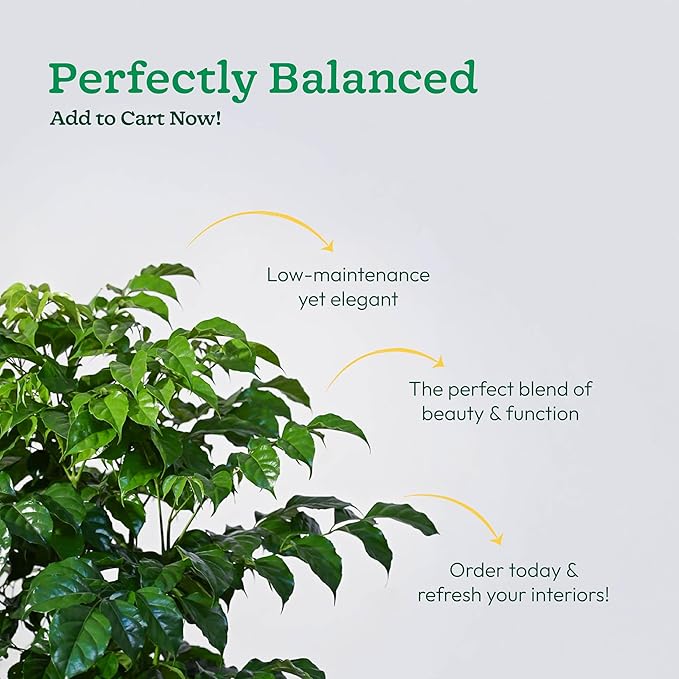 Perfectly Balanced
Add to Cart Now!
Low-maintenance
yet elegant
The perfect blend of
beauty & function
Order today &
refresh your interiors!